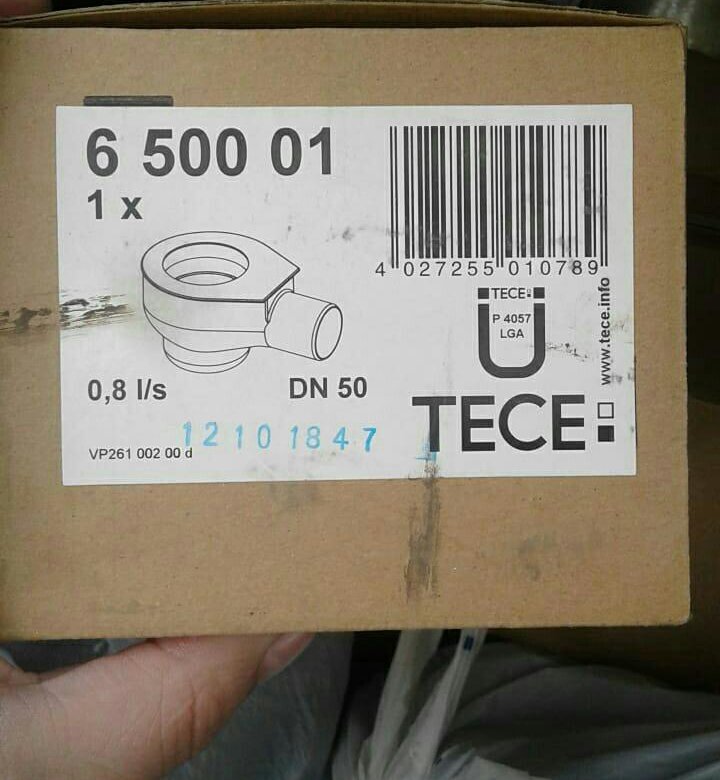 6 500 01
1 x
4 027255 010789
TECE
P 4057
LGA
www.tece.info
0,8 l/s
DN 50
TECE
12101847
VP261 002 00 d